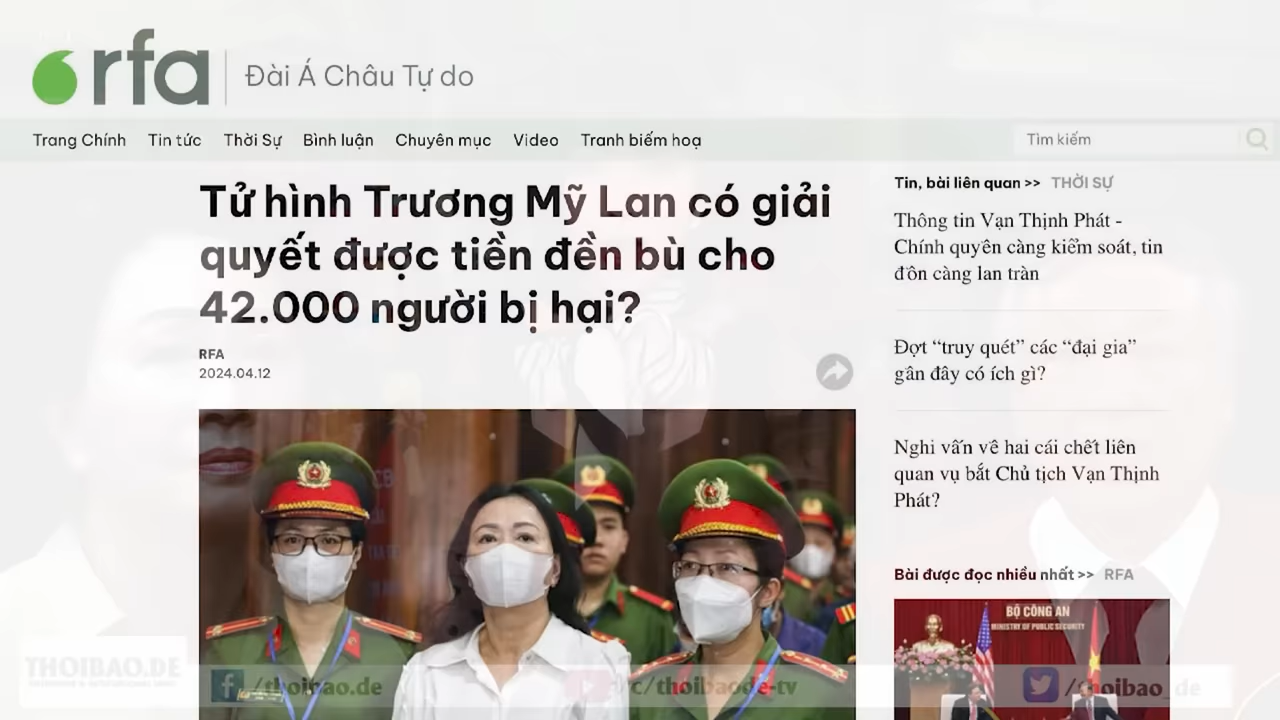 rfa
Đài Á Châu Tự do
Trang Chính Tin tức Thời Sự Bình luận Chuyên mục Video Tranh biếm hoạ
Tìm kiếm
Tử hình Trương Mỹ Lan có giải
quyết được tiền đền bù cho
42.000 người bị hại?
RFA
2024.04.12
Tin, bài liên quan >> THỜI SỰ
Thông tin Vạn Thịnh Phát -
Chính quyền càng kiểm soát, tin
đồn càng lan tràn
Đợt “truy quét” các “đại gia”
gần đây có ích gì?
Nghi vấn về hai cái chết liên
quan vụ bắt Chủ tịch Vạn Thịnh
Phát?
Bài được đọc nhiều nhất >> RFA
BỘ CÔNG AN
MINISTRY OF PUBLIC SECURITY
THOIBAO.DE
/thoibao.de
/c/thoibaode-tv
/thoibao_de